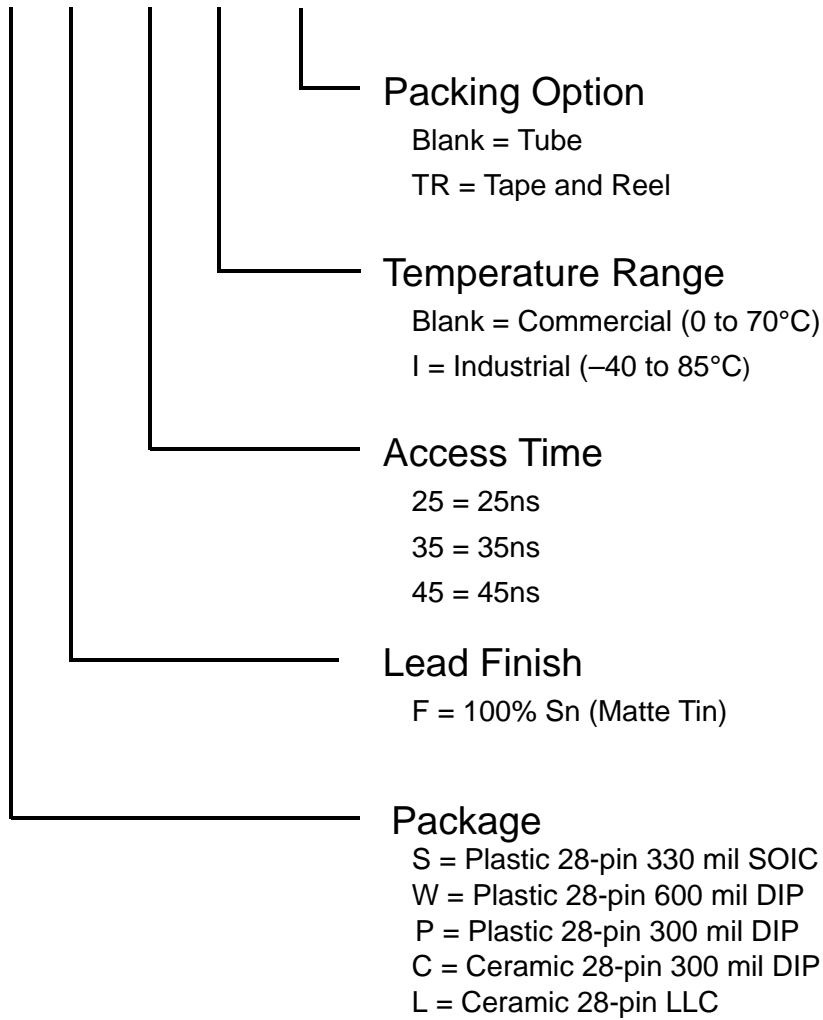 Packing Option
Blank = Tube
TR = Tape and Reel
Temperature Range
Blank = Commercial (0 to 70°C)
I = Industrial (–40 to 85°C)
Access Time
25 = 25ns
35 = 35ns
45 = 45ns
Lead Finish
F = 100% Sn (Matte Tin)
Package
S = Plastic 28-pin 330 mil SOIC
W = Plastic 28-pin 600 mil DIP
P = Plastic 28-pin 300 mil DIP
C = Ceramic 28-pin 300 mil DIP
L = Ceramic 28-pin LLC